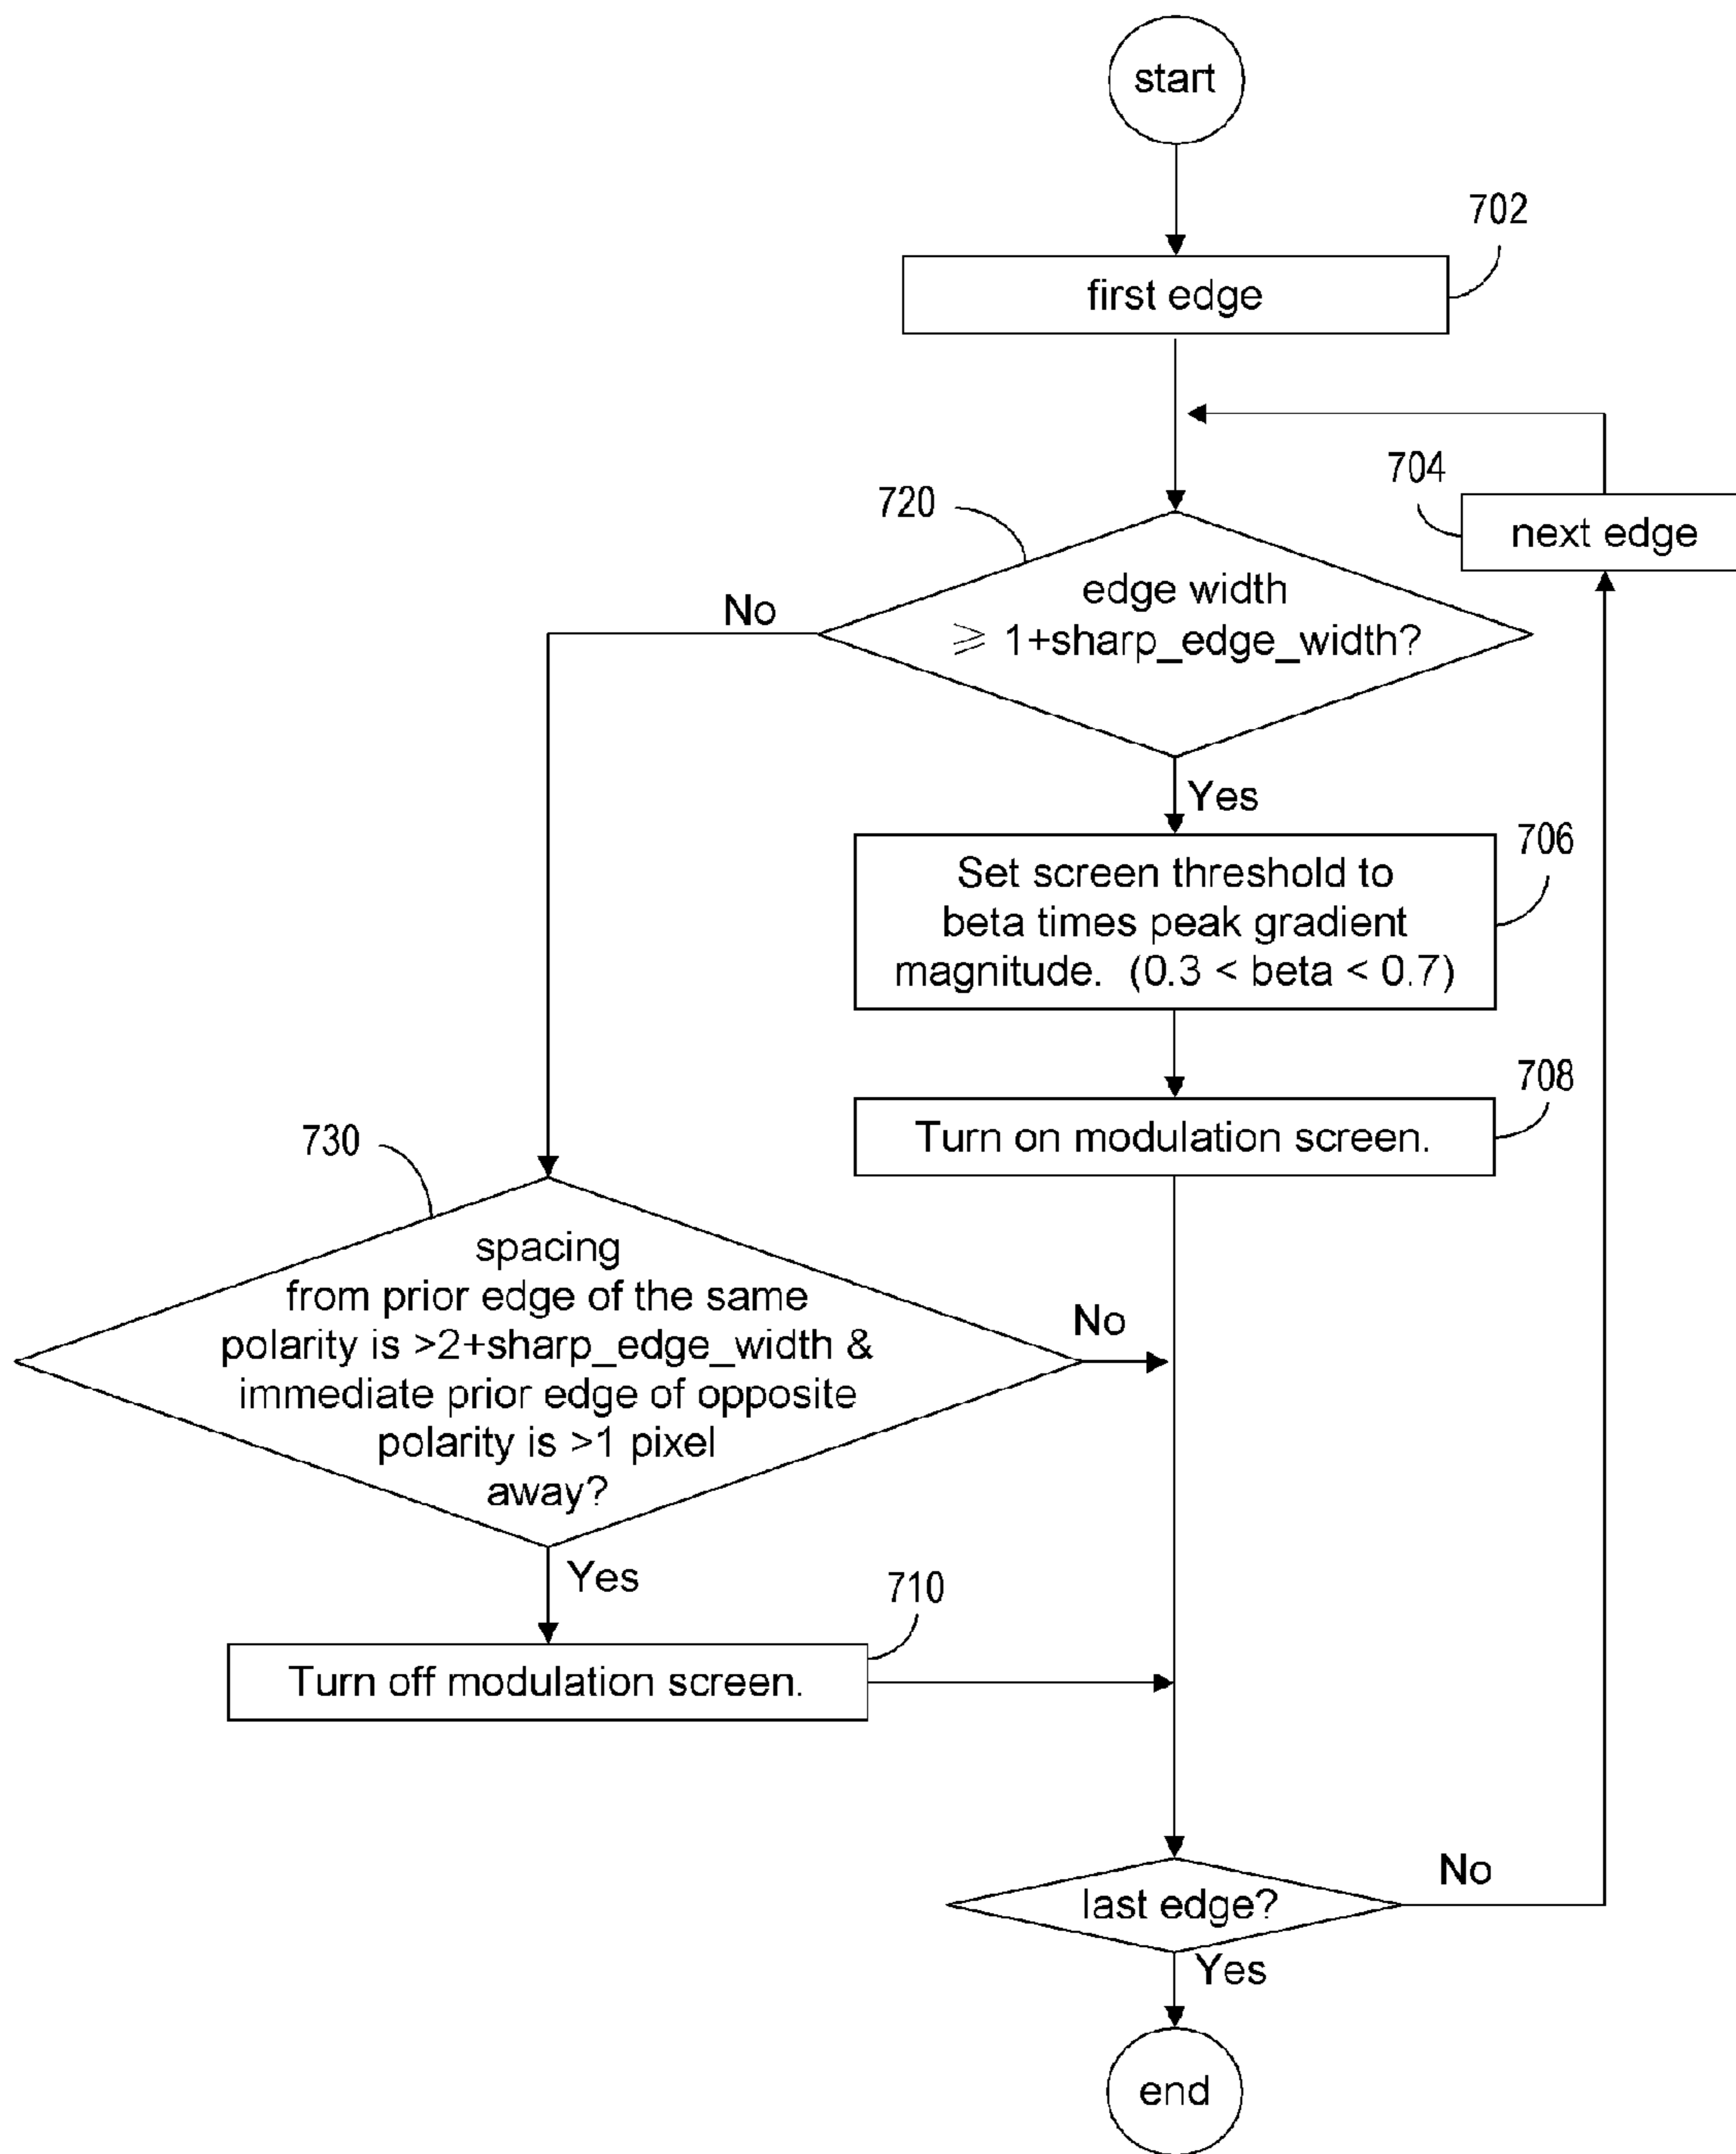 start
702
first edge
704
next edge
720
edge width
⩾ 1+sharp_edge_width?
No
Yes
706
Set screen threshold to
beta times peak gradient
magnitude. (0.3 < beta < 0.7)
708
Turn on modulation screen.
730
spacing
from prior edge of the same
polarity is >2+sharp_edge_width &
immediate prior edge of opposite
polarity is >1 pixel
away?
No
Yes
710
Turn off modulation screen.
last edge?
No
Yes
end